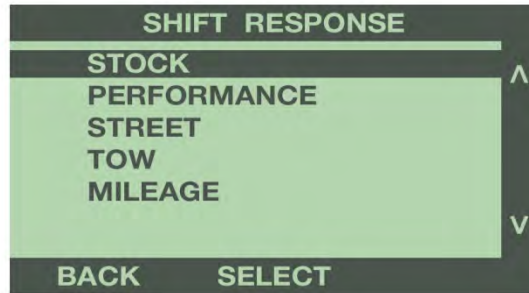 SHIFT RESPONSE
STOCK
PERFORMANCE
STREET
TOW
MILEAGE
BACK SELECT